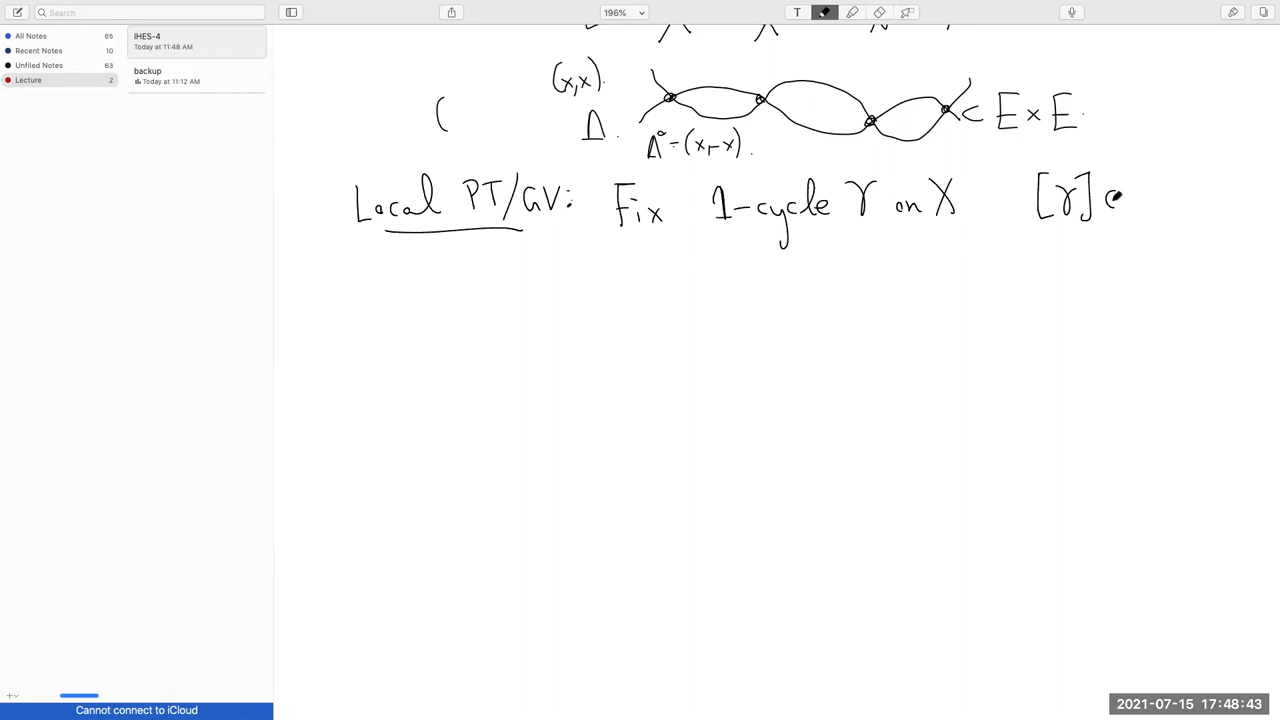 Search
196%
All Notes 65
Recent Notes 10
Unfiled Notes 63
Lecture 2
IHES-4
Today at 11:48 AM
backup
Today at 11:12 AM
(x,x).
Δ.
Δ° = (x,-x).
⊂ E × E.
(
Local PT/GV: Fix 1-cycle γ on X [γ]
T
Cannot connect to iCloud
2021-07-15 17:48:43